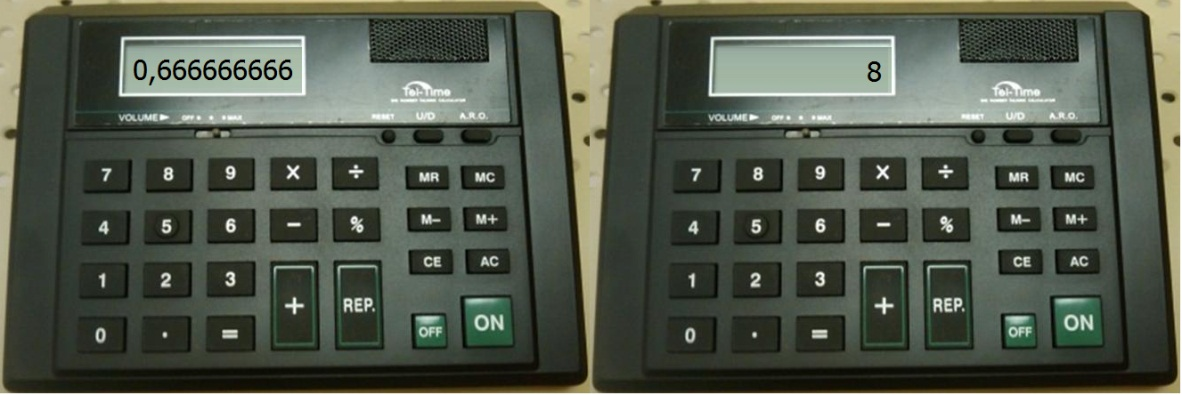 0,666666666
Tel-Time
VOLUME OFF MAX RESET U/D A.R.O.
7 8 9 X ÷ MR MC
4 5 6 − % M− M+
1 2 3 + REP. CE AC
0 . = OFF ON
8
Tel-Time
VOLUME OFF MAX RESET U/D A.R.O.
7 8 9 X ÷ MR MC
4 5 6 − % M− M+
1 2 3 + REP. CE AC
0 . = OFF ON